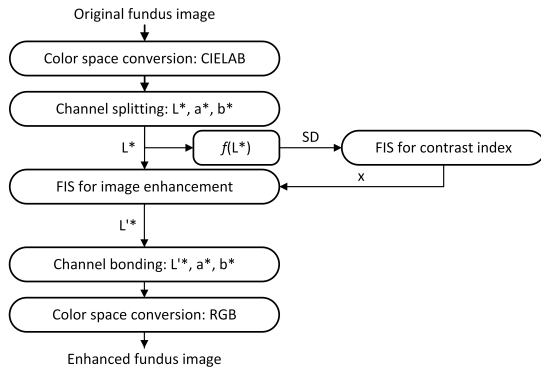 Original fundus image
Color space conversion: CIELAB
Channel splitting: L*, a*, b*
L*
f(L*)
SD
FIS for contrast index
x
FIS for image enhancement
L'*
Channel bonding: L'*, a*, b*
Color space conversion: RGB
Enhanced fundus image